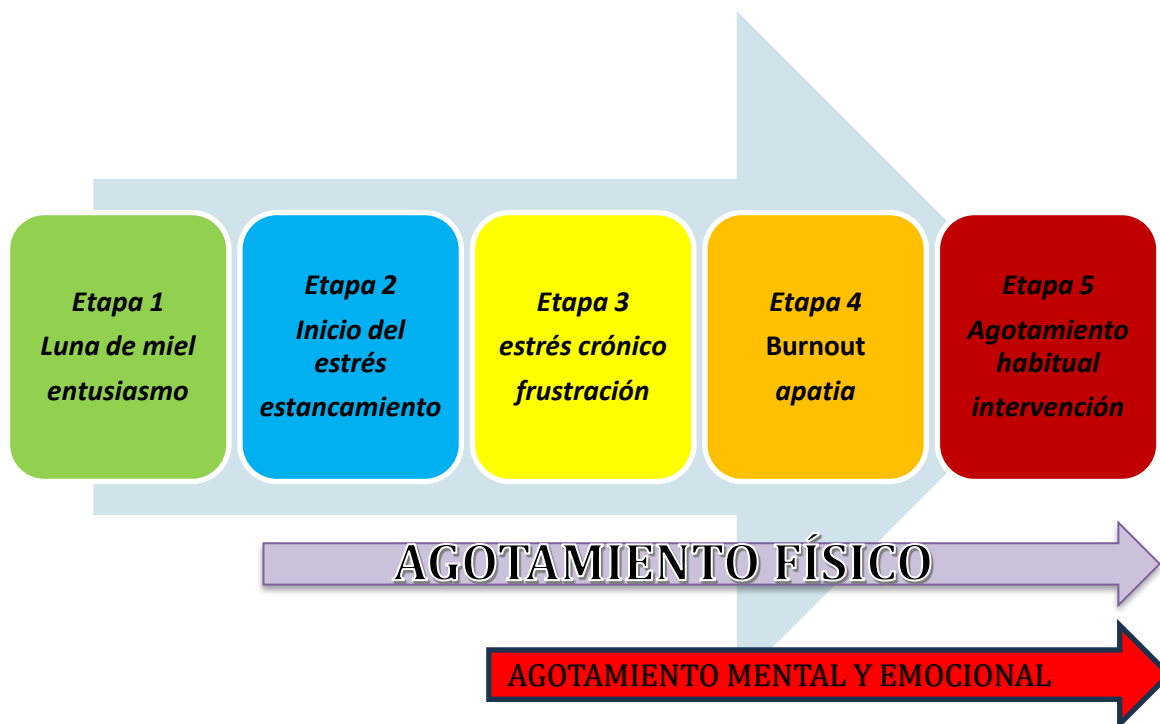 Etapa 1
Luna de miel
entusiasmo
Etapa 2
Inicio del
estrés
estancamiento
Etapa 3
estrés crónico
frustración
Etapa 4
Burnout
apatia
Etapa 5
Agotamiento
habitual
intervención
AGOTAMIENTO FÍSICO
AGOTAMIENTO MENTAL Y EMOCIONAL